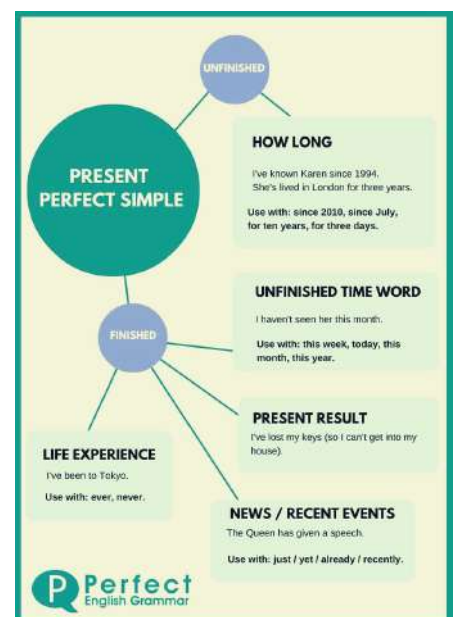 UNFINISHED
PRESENT
PERFECT SIMPLE
HOW LONG
I've known Karen since 1994.
She's lived in London for three years.
Use with: since 2010, since July,
for ten years, for three days.
FINISHED
UNFINISHED TIME WORD
I haven't seen her this month.
Use with: this week, today, this
month, this year.
PRESENT RESULT
I've lost my keys (so I can't get into my
house).
LIFE EXPERIENCE
I've been to Tokyo.
Use with: ever, never.
NEWS / RECENT EVENTS
The Queen has given a speech.
Use with: just / yet / already / recently.
P Perfect
English Grammar